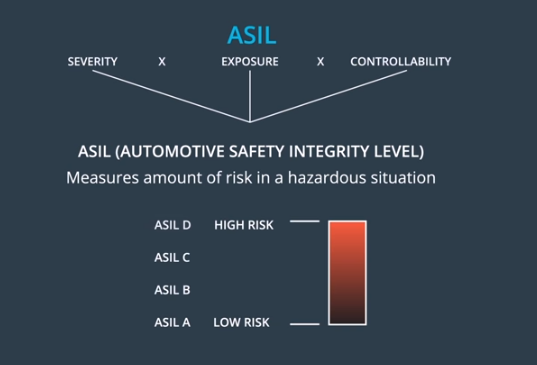 ASIL
SEVERITY X EXPOSURE X CONTROLLABILITY
ASIL (AUTOMOTIVE SAFETY INTEGRITY LEVEL)
Measures amount of risk in a hazardous situation
ASIL D HIGH RISK
ASIL C
ASIL B
ASIL A LOW RISK